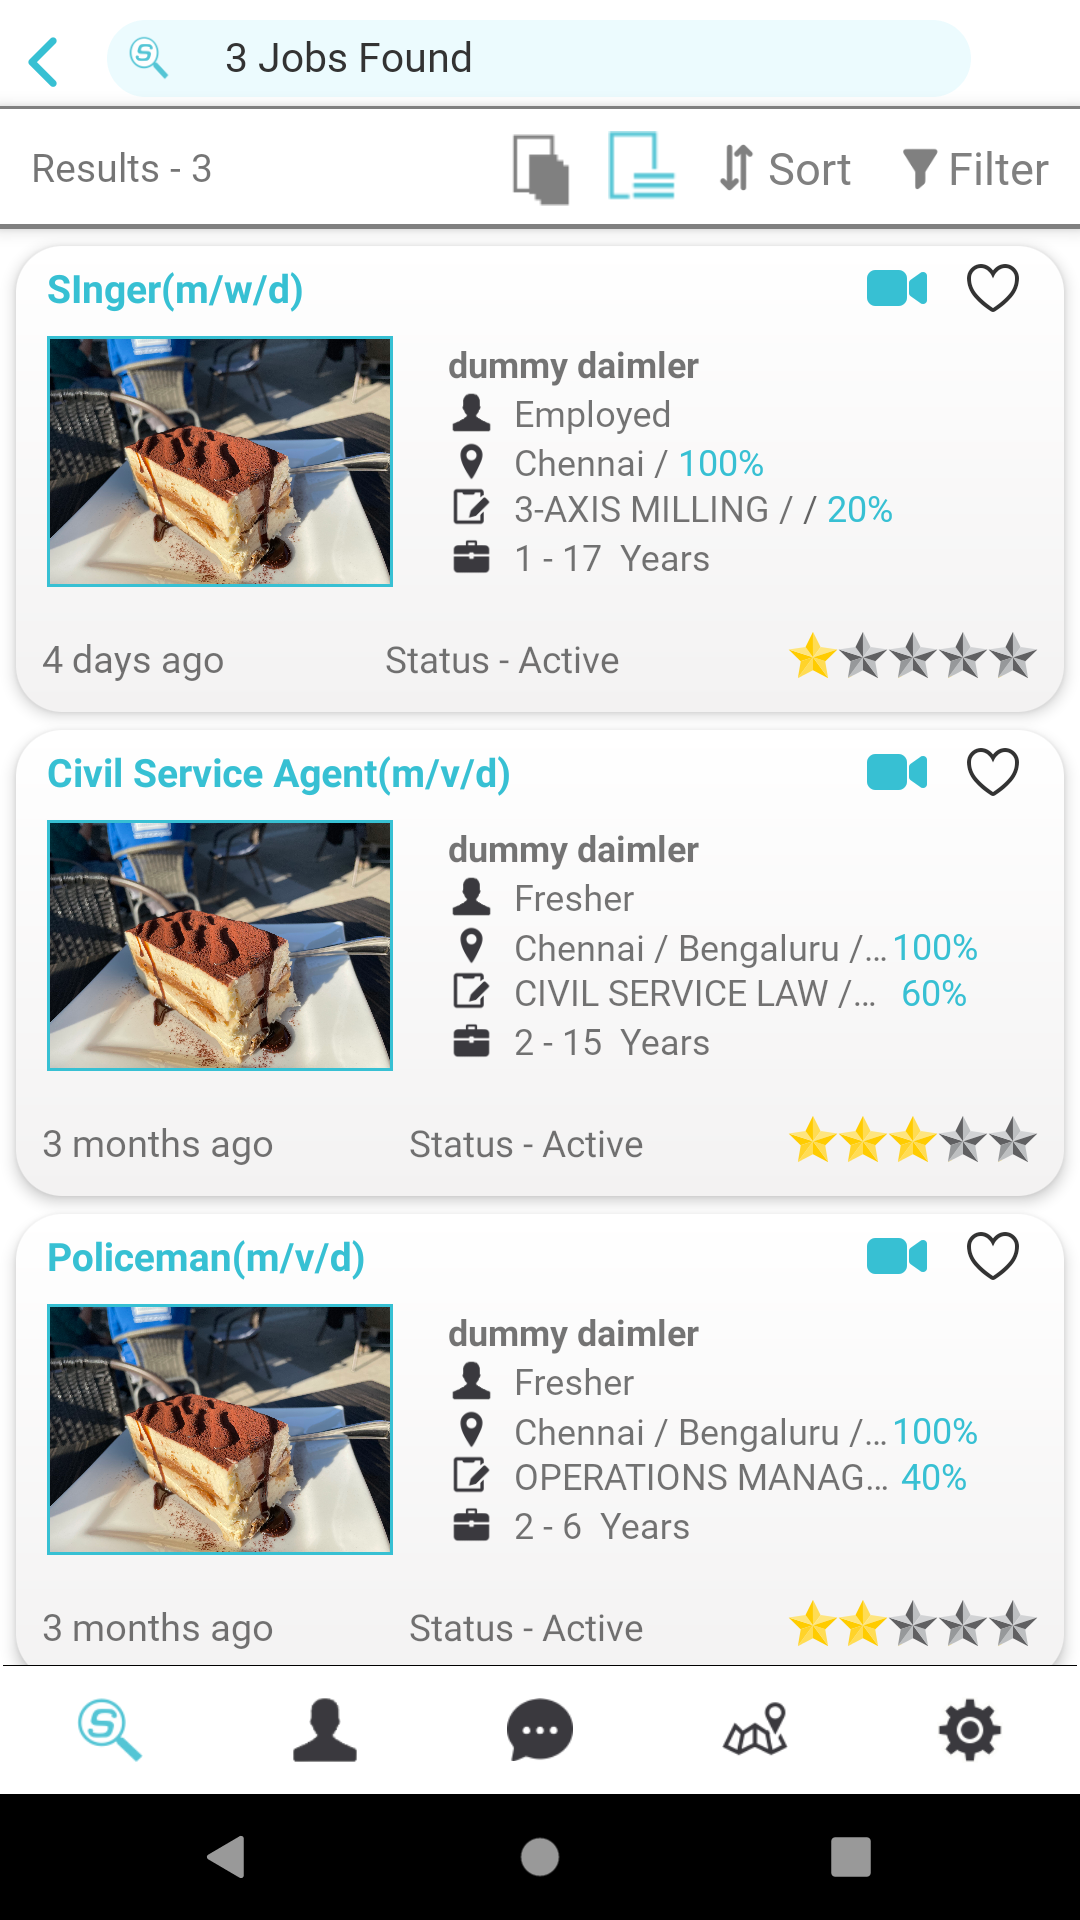 3 Jobs Found
Results - 3
Sort
Filter
SInger(m/w/d)
dummy daimler
Employed
Chennai / 100%
3-AXIS MILLING / / 20%
1 - 17 Years
4 days ago
Status - Active
Civil Service Agent(m/v/d)
dummy daimler
Fresher
Chennai / Bengaluru /... 100%
CIVIL SERVICE LAW /... 60%
2 - 15 Years
3 months ago
Status - Active
Policeman(m/v/d)
dummy daimler
Fresher
Chennai / Bengaluru /... 100%
OPERATIONS MANAG... 40%
2 - 6 Years
3 months ago
Status - Active